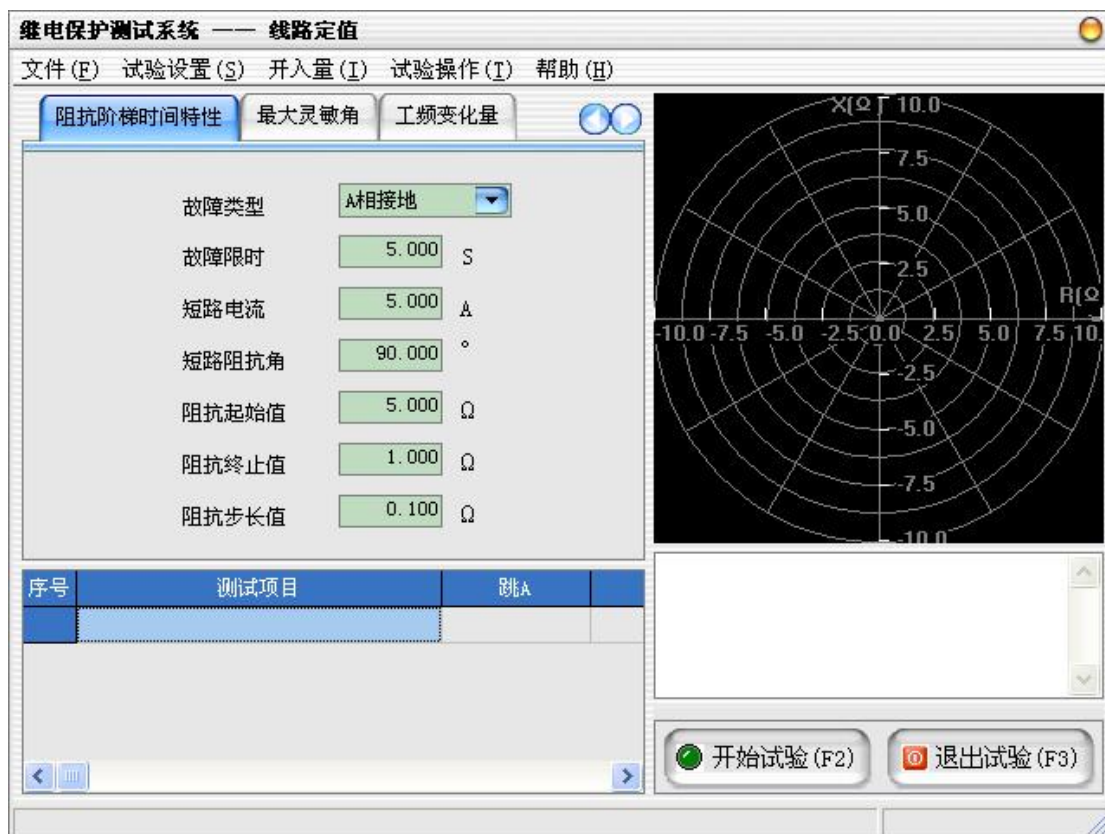 继电保护测试系统 —— 线路定值
文件(F) 试验设置(S) 开入量(I) 试验操作(T) 帮助(H)
阻抗阶梯时间特性 最大灵敏角 工频变化量
故障类型 A相接地
故障限时 5.000 S
短路电流 5.000 A
短路阻抗角 90.000 °
阻抗起始值 5.000 Ω
阻抗终止值 1.000 Ω
阻抗步长值 0.100 Ω
X(Ω) 10.0
7.5
5.0
2.5
R(Ω
-10.0 -7.5 -5.0 -2.5 0.0 2.5 5.0 7.5 10.
-2.5
-5.0
-7.5
-10.0
序号 测试项目 跳A
开始试验(F2) 退出试验(F3)